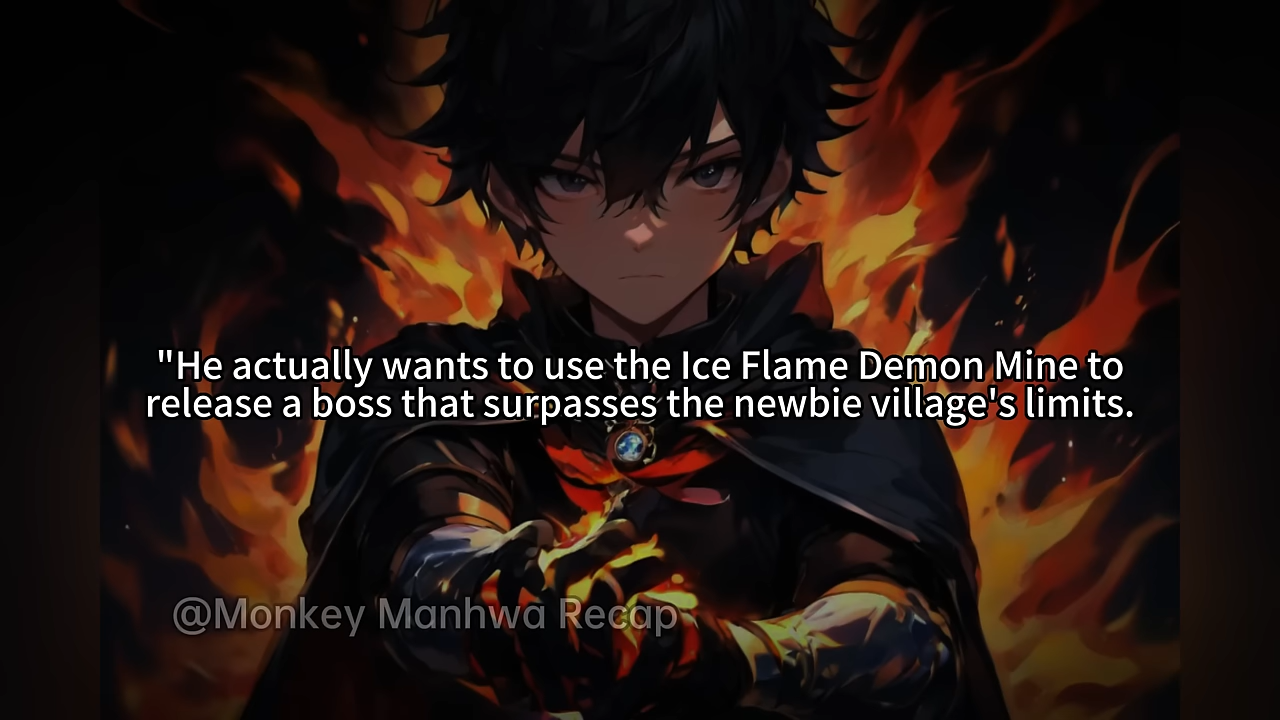 "He actually wants to use the Ice Flame Demon Mine to
release a boss that surpasses the newbie village's limits.
@Monkey Manhwa Recap